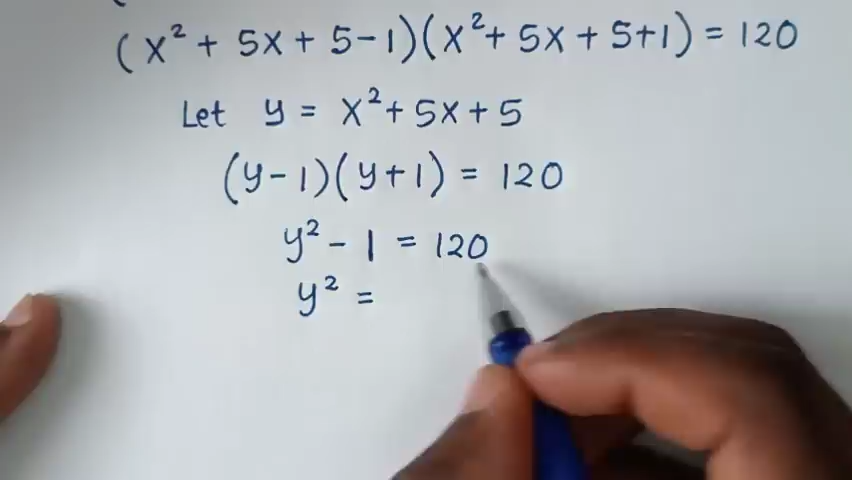 (x² + 5x + 5-1)(x² + 5x + 5+1) = 120
Let y = x² + 5x + 5
(y - 1)(y + 1) = 120
y² - 1 = 120
y² =